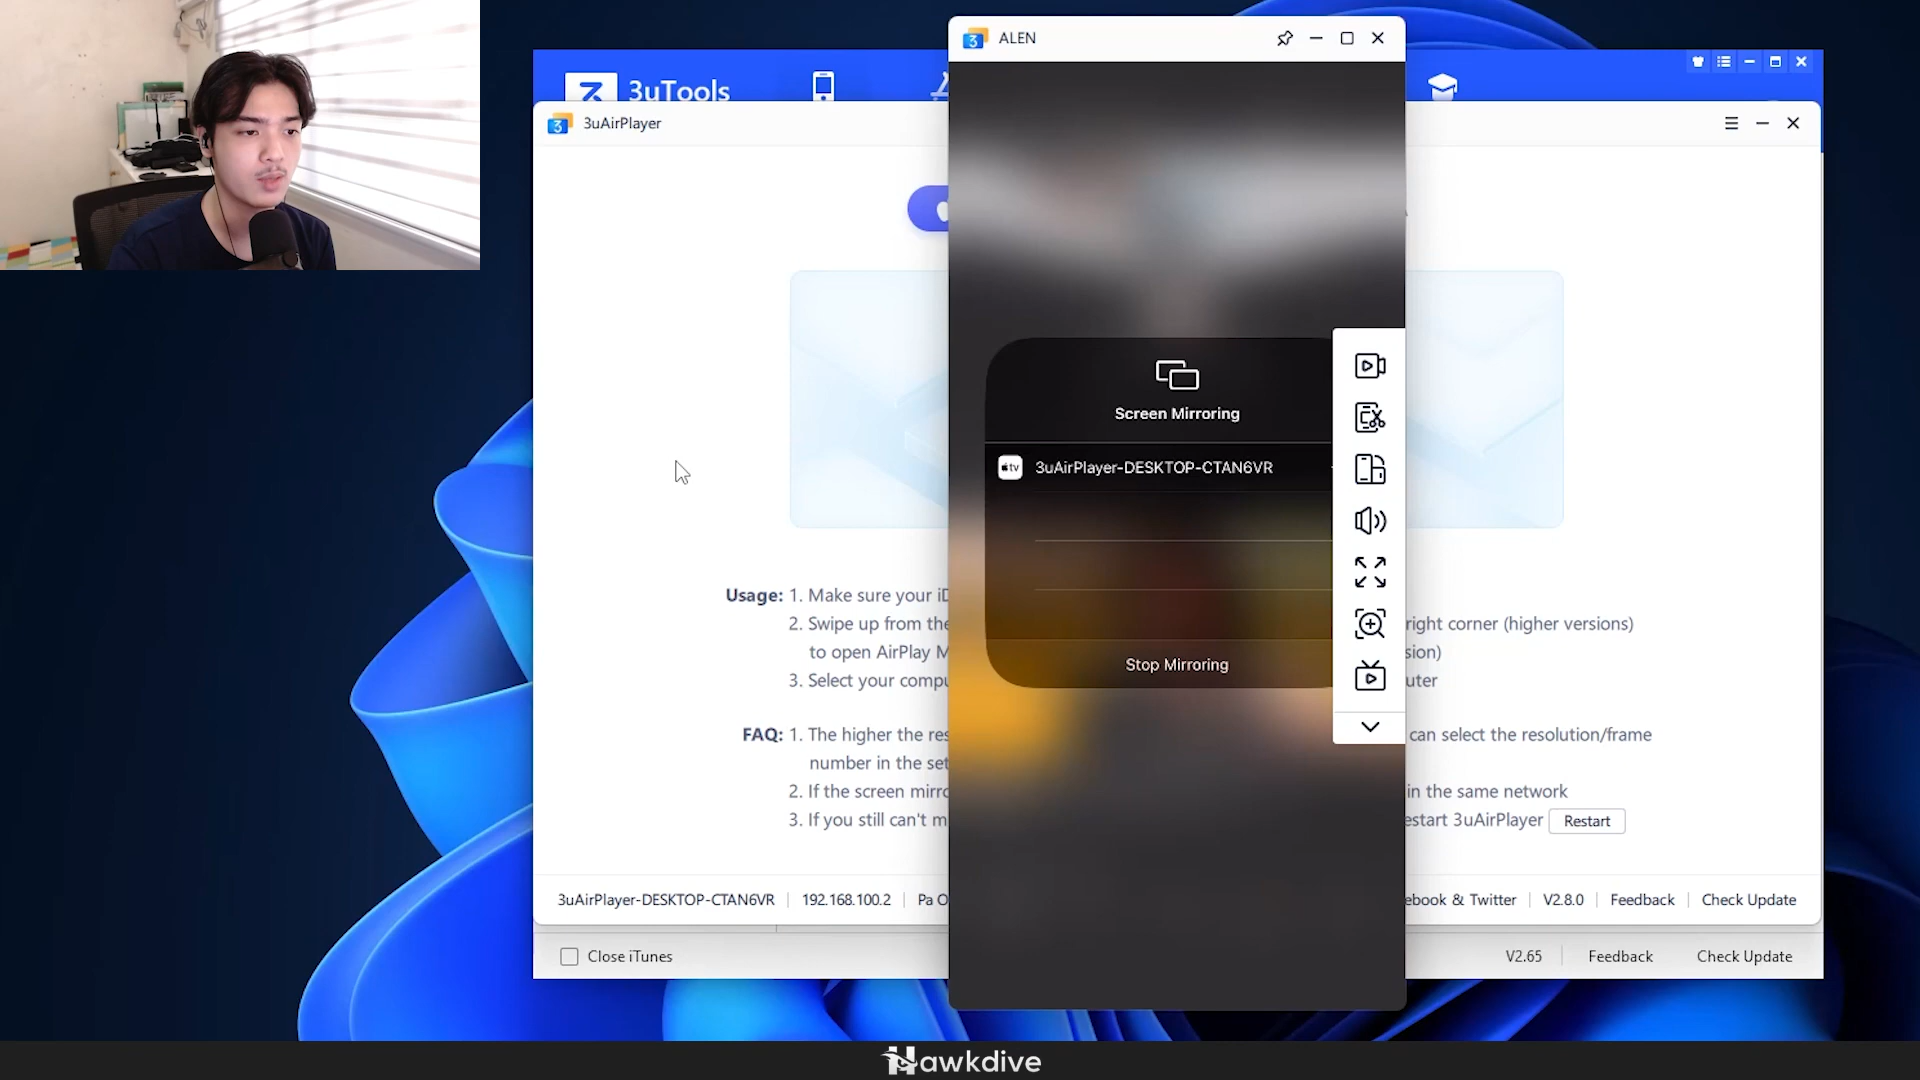 ALEN
3uTools
3uAirPlayer
Screen Mirroring
tv
3uAirPlayer-DESKTOP-CTAN6VR
Stop Mirroring
Usage: 1. Make sure your
2. Swipe up from the
right corner (higher versions)
to open AirPlay M
sion)
3. Select your compu
uter
FAQ: 1. The higher the res
can select the resolution/frame
number in the set
2. If the screen mirro
in the same network
3. If you still can't m
estart 3uAirPlayer
Restart
3uAirPlayer-DESKTOP-CTAN6VR
192.168.100.2
Pa O
ebook & Twitter
V2.8.0
Feedback
Check Update
Close iTunes
V2.65
Feedback
Check Update
Hawkdive